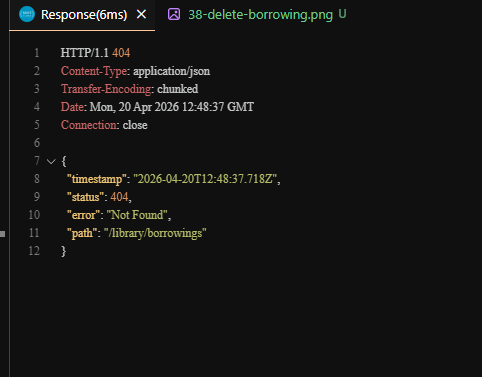 Response(6ms) 38-delete-borrowing.png U
1 HTTP/1.1 404
2 Content-Type: application/json
3 Transfer-Encoding: chunked
4 Date: Mon, 20 Apr 2026 12:48:37 GMT
5 Connection: close
6
7 {
8 "timestamp": "2026-04-20T12:48:37.718Z",
9 "status": 404,
10 "error": "Not Found",
11 "path": "/library/borrowings"
12 }